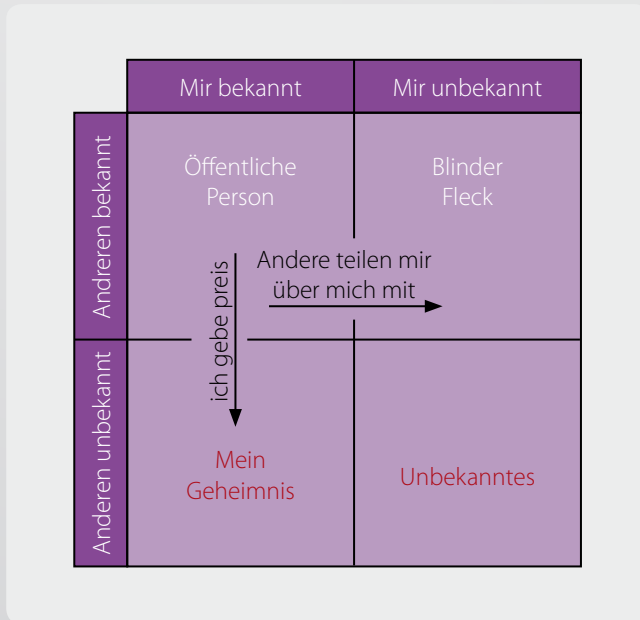 Mir bekannt
Mir unbekannt
Andreren bekannt
Öffentliche
Person
Blinder
Fleck
Andere teilen mir
über mich mit
ich gebe preis
Anderen unbekannt
Mein
Geheimnis
Unbekanntes